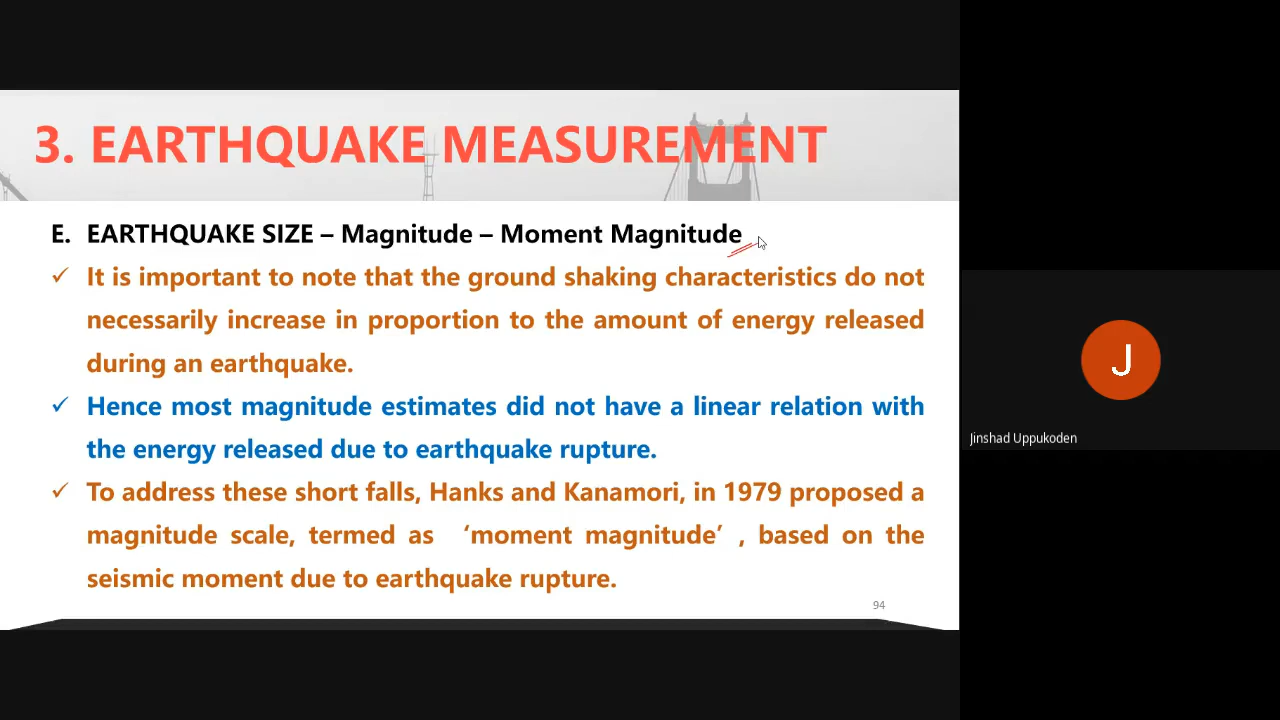 3. EARTHQUAKE MEASUREMENT
E. EARTHQUAKE SIZE – Magnitude – Moment Magnitude
✓ It is important to note that the ground shaking characteristics do not
necessarily increase in proportion to the amount of energy released
during an earthquake.
✓ Hence most magnitude estimates did not have a linear relation with
the energy released due to earthquake rupture.
✓ To address these short falls, Hanks and Kanamori, in 1979 proposed a
magnitude scale, termed as ‘moment magnitude’ , based on the
seismic moment due to earthquake rupture.
94
J
Jinshad Uppukoden